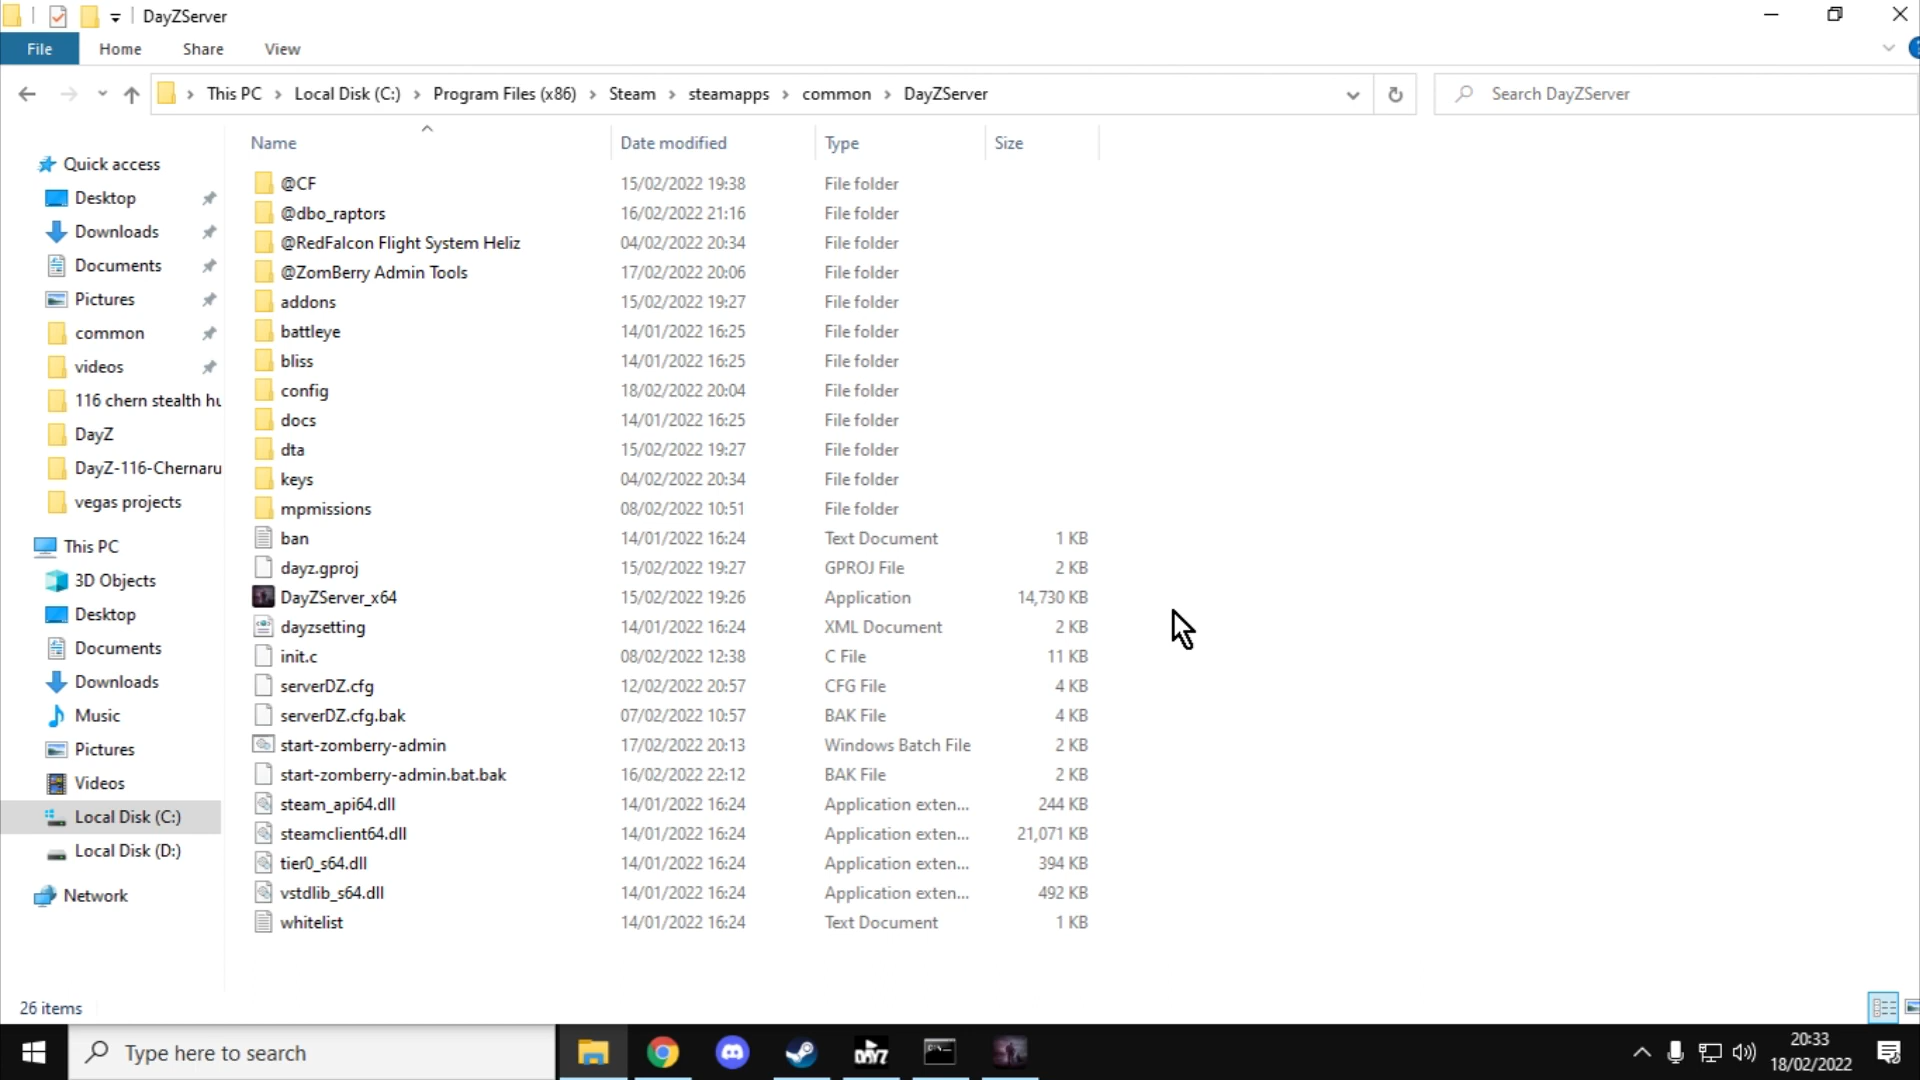 DayZServer
File Home Share View
This PC Local Disk (C:) Program Files (x86) Steam steamapps common DayZServer
Search DayZServer
Name Date modified Type Size
Quick access
Desktop
Downloads
Documents
Pictures
common
videos
116 chern stealth hu
DayZ
DayZ-116-Chernaru
vegas projects
This PC
3D Objects
Desktop
Documents
Downloads
Music
Pictures
Videos
Local Disk (C:)
Local Disk (D:)
Network
@CF 15/02/2022 19:38 File folder
@dbo_raptors 16/02/2022 21:16 File folder
@RedFalcon Flight System Heliz 04/02/2022 20:34 File folder
@ZomBerry Admin Tools 17/02/2022 20:06 File folder
addons 15/02/2022 19:27 File folder
battleye 14/01/2022 16:25 File folder
bliss 14/01/2022 16:25 File folder
config 18/02/2022 20:04 File folder
docs 14/01/2022 16:25 File folder
dta 15/02/2022 19:27 File folder
keys 04/02/2022 20:34 File folder
mpmissions 08/02/2022 10:51 File folder
ban 14/01/2022 16:24 Text Document 1 KB
dayz.gproj 15/02/2022 19:27 GPROJ File 2 KB
DayZServer_x64 15/02/2022 19:26 Application 14,730 KB
dayzsetting 14/01/2022 16:24 XML Document 2 KB
init.c 08/02/2022 12:38 C File 11 KB
serverDZ.cfg 12/02/2022 20:57 CFG File 4 KB
serverDZ.cfg.bak 07/02/2022 10:57 BAK File 4 KB
start-zomberry-admin 17/02/2022 20:13 Windows Batch File 2 KB
start-zomberry-admin.bat.bak 16/02/2022 22:12 BAK File 2 KB
steam_api64.dll 14/01/2022 16:24 Application exten... 244 KB
steamclient64.dll 14/01/2022 16:24 Application exten... 21,071 KB
tier0_s64.dll 14/01/2022 16:24 Application exten... 394 KB
vstdlib_s64.dll 14/01/2022 16:24 Application exten... 492 KB
whitelist 14/01/2022 16:24 Text Document 1 KB
26 items
Type here to search
DAYZ
20:33
18/02/2022